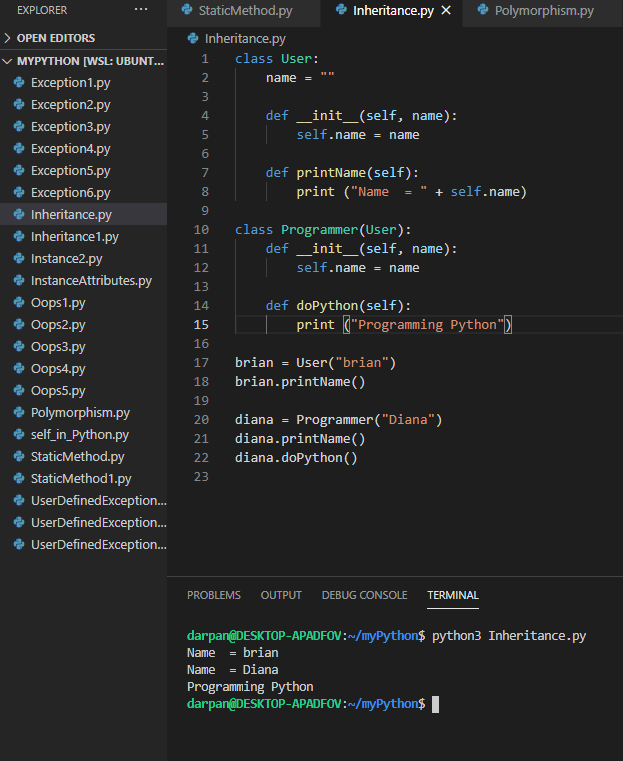 EXPLORER ···
OPEN EDITORS
MYPYTHON [WSL: UBUNT...
Exception1.py
Exception2.py
Exception3.py
Exception4.py
Exception5.py
Exception6.py
Inheritance.py
Inheritance1.py
Instance2.py
InstanceAttributes.py
Oops1.py
Oops2.py
Oops3.py
Oops4.py
Oops5.py
Polymorphism.py
self_in_Python.py
StaticMethod.py
StaticMethod1.py
UserDefinedException...
UserDefinedException...
UserDefinedException...
StaticMethod.py Inheritance.py Polymorphism.py
Inheritance.py
1 class User:
2     name = ""
3
4     def __init__(self, name):
5         self.name = name
6
7     def printName(self):
8         print ("Name  = " + self.name)
9
10 class Programmer(User):
11     def __init__(self, name):
12         self.name = name
13
14     def doPython(self):
15         print ("Programming Python")
16
17 brian = User("brian")
18 brian.printName()
19
20 diana = Programmer("Diana")
21 diana.printName()
22 diana.doPython()
23
PROBLEMS OUTPUT DEBUG CONSOLE TERMINAL
darpan@DESKTOP-APADFOV:~/myPython$ python3 Inheritance.py
Name  = brian
Name  = Diana
Programming Python
darpan@DESKTOP-APADFOV:~/myPython$